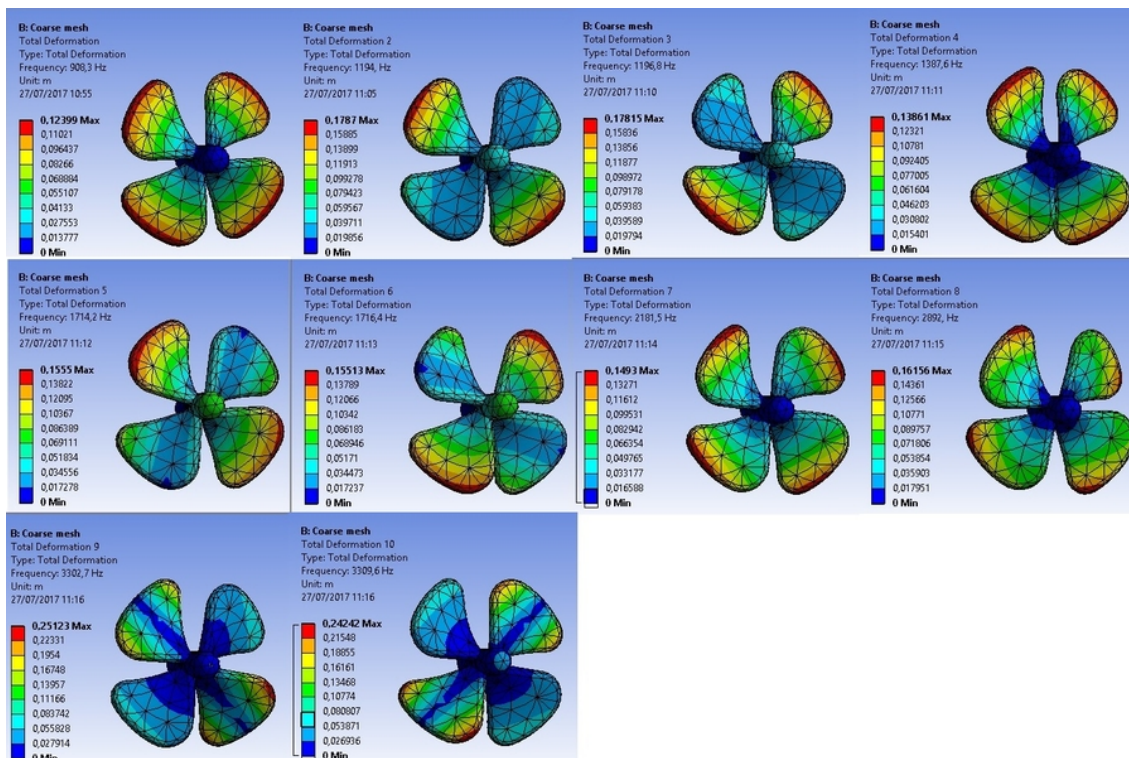 B: Coarse mesh
Total Deformation
Type: Total Deformation
Frequency: 908,3 Hz
Unit: m
27/07/2017 10:55
0,12399 Max
0,11021
0,096437
0,08266
0,068884
0,055107
0,04133
0,027553
0,013777
0 Min
B: Coarse mesh
Total Deformation 2
Type: Total Deformation
Frequency: 1194, Hz
Unit: m
27/07/2017 11:05
0,1787 Max
0,15885
0,13899
0,11913
0,099278
0,079423
0,059567
0,039711
0,019856
0 Min
B: Coarse mesh
Total Deformation 3
Type: Total Deformation
Frequency: 1196,8 Hz
Unit: m
27/07/2017 11:10
0,17815 Max
0,15836
0,13856
0,11877
0,098972
0,079178
0,059383
0,039589
0,019794
0 Min
B: Coarse mesh
Total Deformation 4
Type: Total Deformation
Frequency: 1387,6 Hz
Unit: m
27/07/2017 11:11
0,13861 Max
0,12321
0,10781
0,092405
0,077005
0,061604
0,046203
0,030802
0,015401
0 Min
B: Coarse mesh
Total Deformation 5
Type: Total Deformation
Frequency: 1714,2 Hz
Unit: m
27/07/2017 11:12
0,1555 Max
0,13822
0,12095
0,10367
0,086389
0,069111
0,051834
0,034556
0,017278
0 Min
B: Coarse mesh
Total Deformation 6
Type: Total Deformation
Frequency: 1716,4 Hz
Unit: m
27/07/2017 11:13
0,15513 Max
0,13789
0,12066
0,10342
0,086183
0,068946
0,05171
0,034473
0,017237
0 Min
B: Coarse mesh
Total Deformation 7
Type: Total Deformation
Frequency: 2181,5 Hz
Unit: m
27/07/2017 11:14
0,1493 Max
0,13271
0,11612
0,099531
0,082942
0,066354
0,049765
0,033177
0,016588
0 Min
B: Coarse mesh
Total Deformation 8
Type: Total Deformation
Frequency: 2892, Hz
Unit: m
27/07/2017 11:15
0,16156 Max
0,14361
0,12566
0,10771
0,089757
0,071806
0,053854
0,035903
0,017951
0 Min
B: Coarse mesh
Total Deformation 9
Type: Total Deformation
Frequency: 3302,7 Hz
Unit: m
27/07/2017 11:16
0,25123 Max
0,22331
0,1954
0,16748
0,13957
0,11166
0,083742
0,055828
0,027914
0 Min
B: Coarse mesh
Total Deformation 10
Type: Total Deformation
Frequency: 3309,6 Hz
Unit: m
27/07/2017 11:16
0,24242 Max
0,21548
0,18855
0,16161
0,13468
0,10774
0,080807
0,053871
0,026936
0 Min